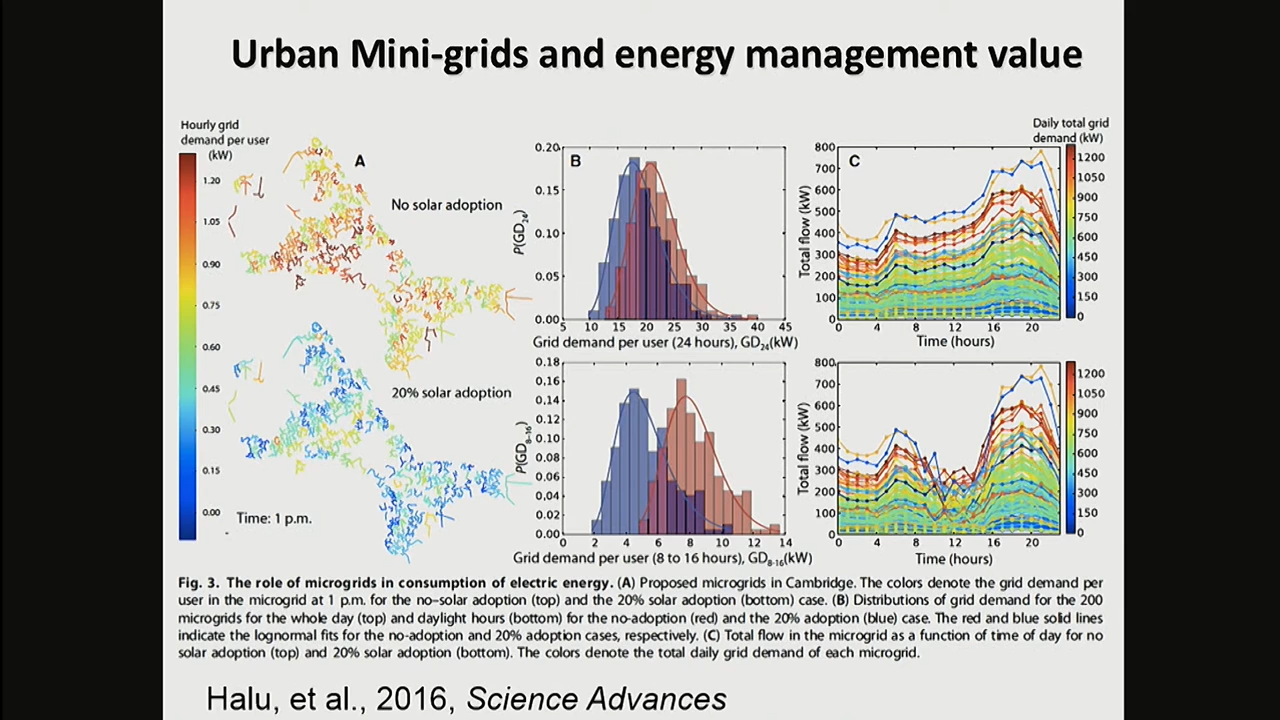 Urban Mini-grids and energy management value
Hourly grid
demand per user
(kW)
1.20
1.05
0.90
0.75
0.60
0.45
0.30
0.15
0.00
A
No solar adoption
20% solar adoption
Time: 1 p.m.
B
0.20
0.15
0.10
0.05
0.00
P(GD24)
5 10 15 20 25 30 35 40 45
Grid demand per user (24 hours), GD24(kW)
0.18
0.16
0.14
0.12
0.10
0.08
0.06
0.04
0.02
0.00
P(GD8-16)
2 4 6 8 10 12 14
0
Grid demand per user (8 to 16 hours), GD8-16(kW)
Daily total grid
demand (kW)
C
800
700
600
500
400
300
200
100
0
Total flow (kW)
0 4 8 12 16 20
Time (hours)
1200
1050
900
750
600
450
300
150
0
800
700
600
500
400
300
200
100
0
Total flow (kW)
0 4 8 12 16 20
Time (hours)
1200
1050
900
750
600
450
300
150
0
Fig. 3. The role of microgrids in consumption of electric energy. (A) Proposed microgrids in Cambridge. The colors denote the grid demand per
user in the microgrid at 1 p.m. for the no–solar adoption (top) and the 20% solar adoption (bottom) case. (B) Distributions of grid demand for the 200
microgrids for the whole day (top) and daylight hours (bottom) for the no-adoption (red) and the 20% adoption (blue) case. The red and blue solid lines
indicate the lognormal fits for the no-adoption and 20% adoption cases, respectively. (C) Total flow in the microgrid as a function of time of day for no
solar adoption (top) and 20% solar adoption (bottom). The colors denote the total daily grid demand of each microgrid.
Halu, et al., 2016, Science Advances